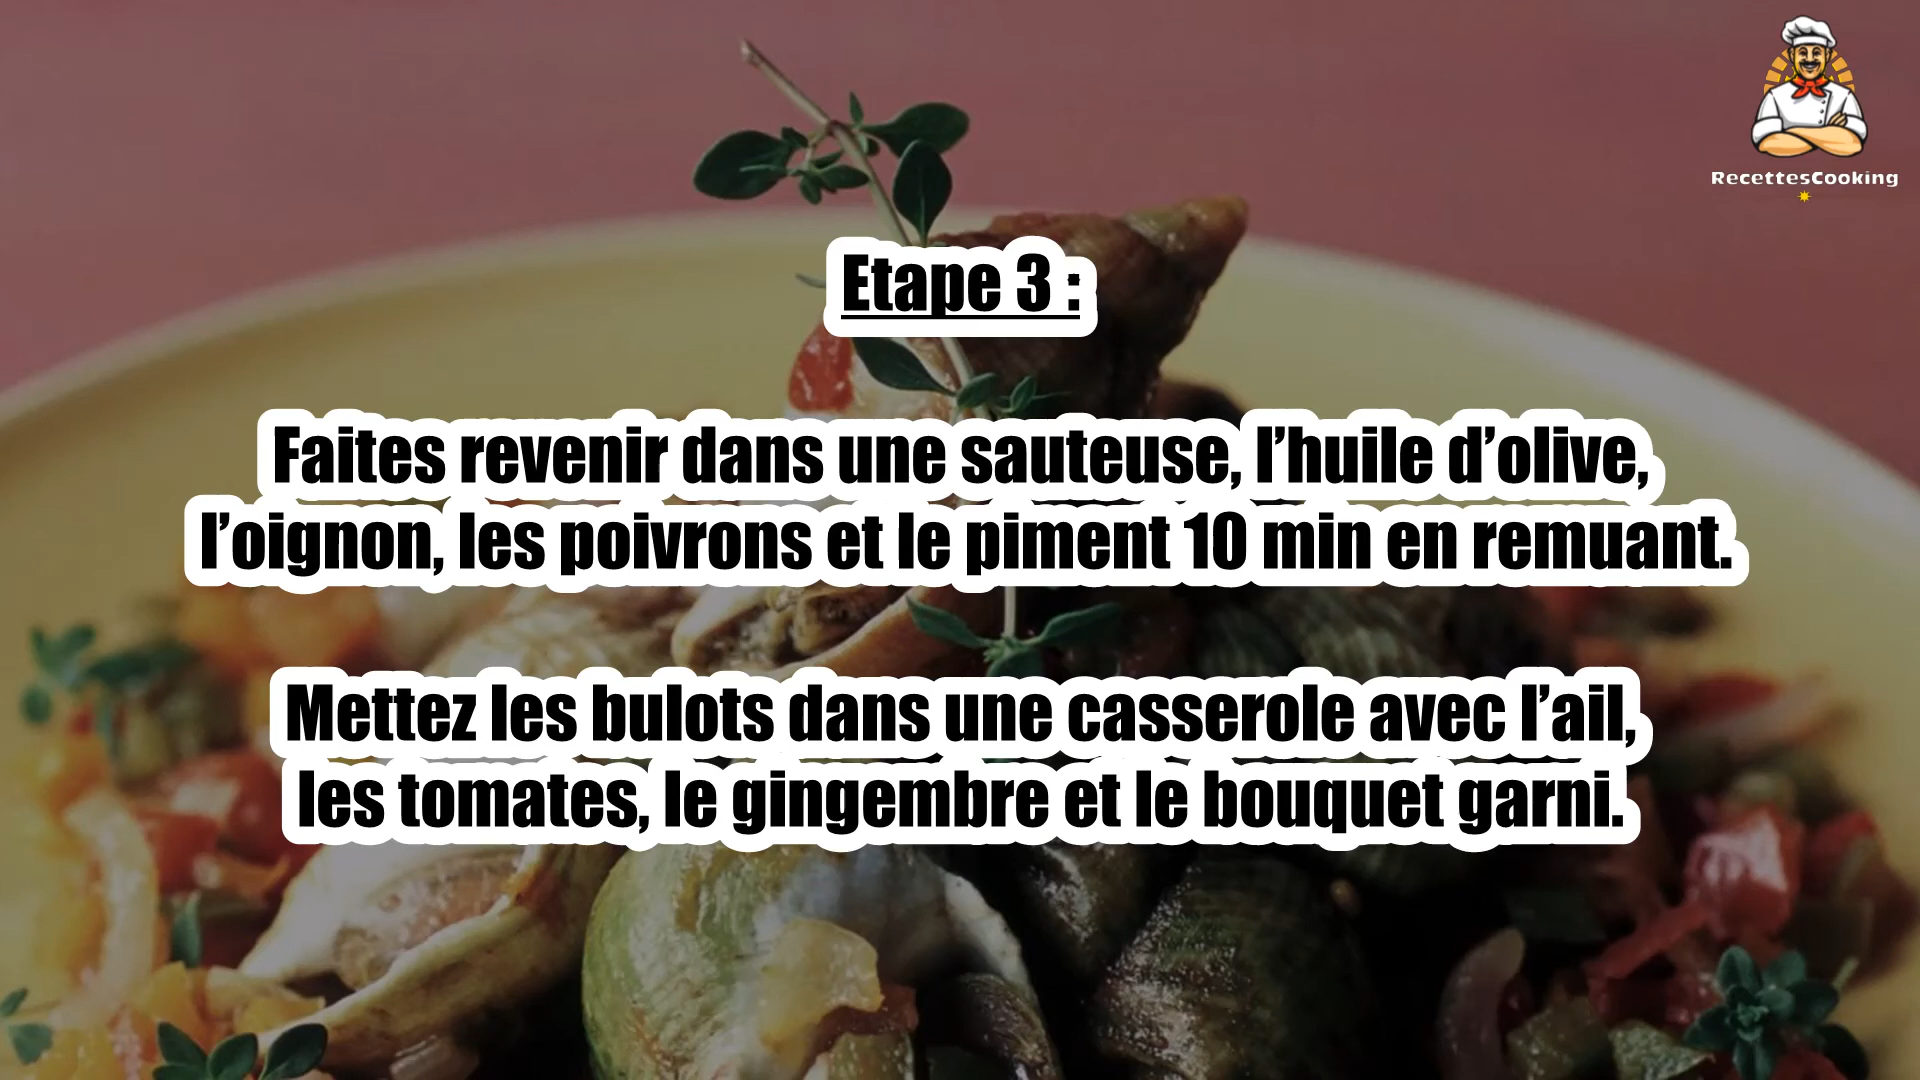 RecettesCooking
Etape 3 :
Faites revenir dans une sauteuse, l’huile d’olive,
l’oignon, les poivrons et le piment 10 min en remuant.
Mettez les bulots dans une casserole avec l’ail,
les tomates, le gingembre et le bouquet garni.